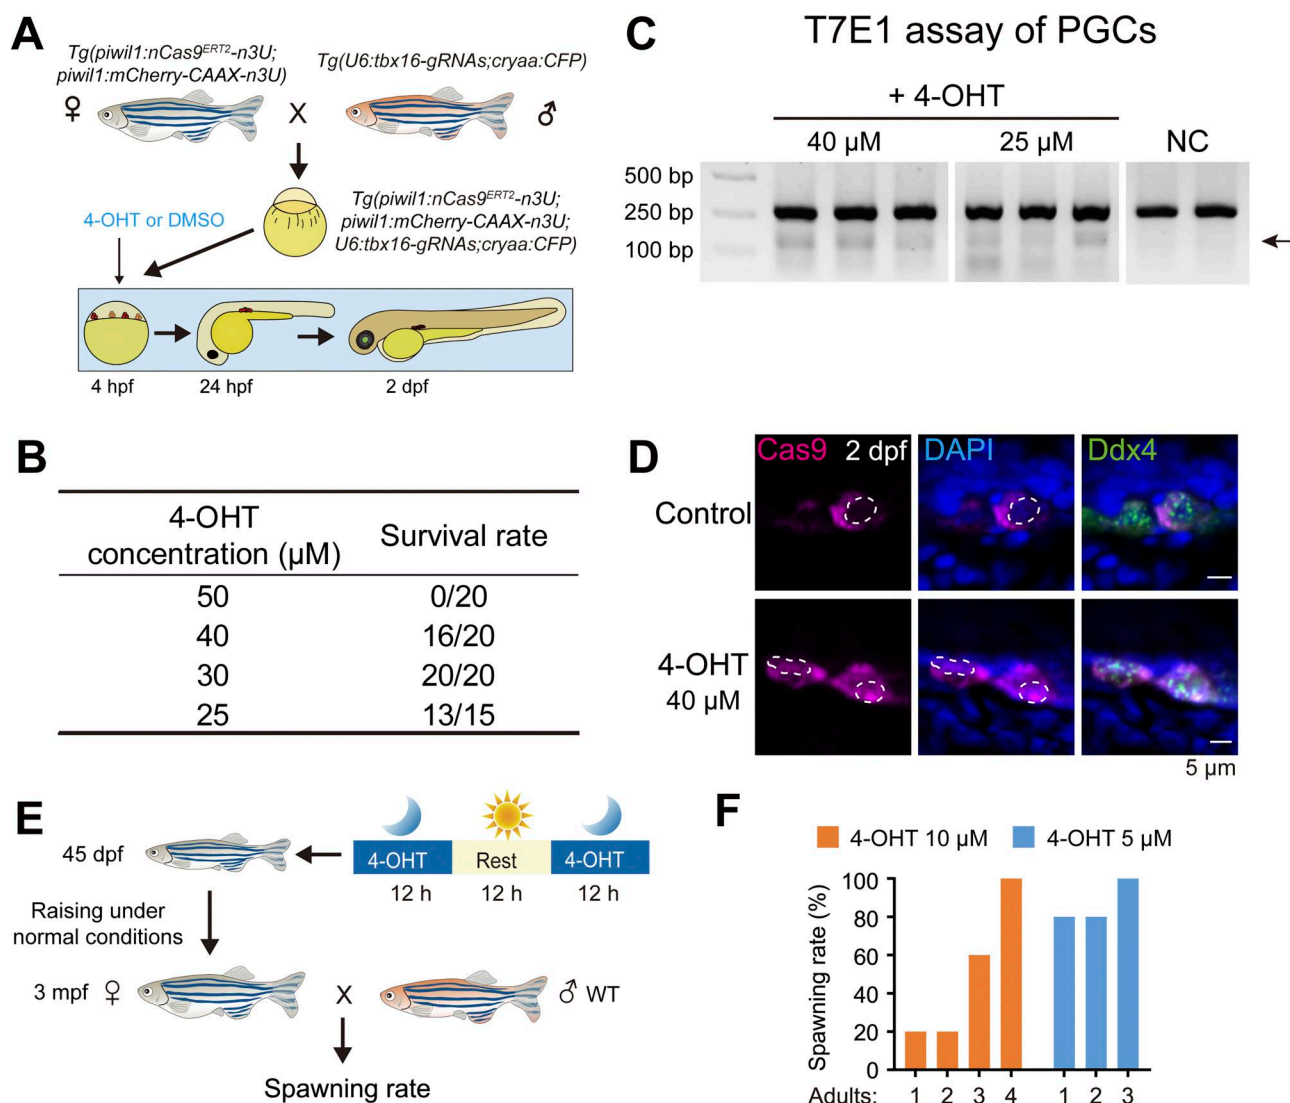 A
Tg(piwil1:nCas9ERT2-n3U;
piwil1:mCherry-CAAX-n3U)
Tg(U6:tbx16-gRNAs;cryaa:CFP)
♀
X
♂
4-OHT or DMSO
Tg(piwil1:nCas9ERT2-n3U;
piwil1:mCherry-CAAX-n3U;
U6:tbx16-gRNAs;cryaa:CFP)
4 hpf
24 hpf
2 dpf
B
4-OHT concentration (µM)
Survival rate
50 0/20
40 16/20
30 20/20
25 13/15
C
T7E1 assay of PGCs
+ 4-OHT
40 µM
25 µM
NC
500 bp
250 bp
100 bp
D
Cas9 2 dpf
DAPI
Ddx4
Control
4-OHT
40 µM
5 µm
E
45 dpf
4-OHT
Rest
4-OHT
12 h
12 h
12 h
Raising under
normal conditions
3 mpf ♀
X
♂ WT
Spawning rate
F
4-OHT 10 µM
4-OHT 5 µM
Spawning rate (%)
100
80
60
40
20
0
Adults: 1 2 3 4 1 2 3